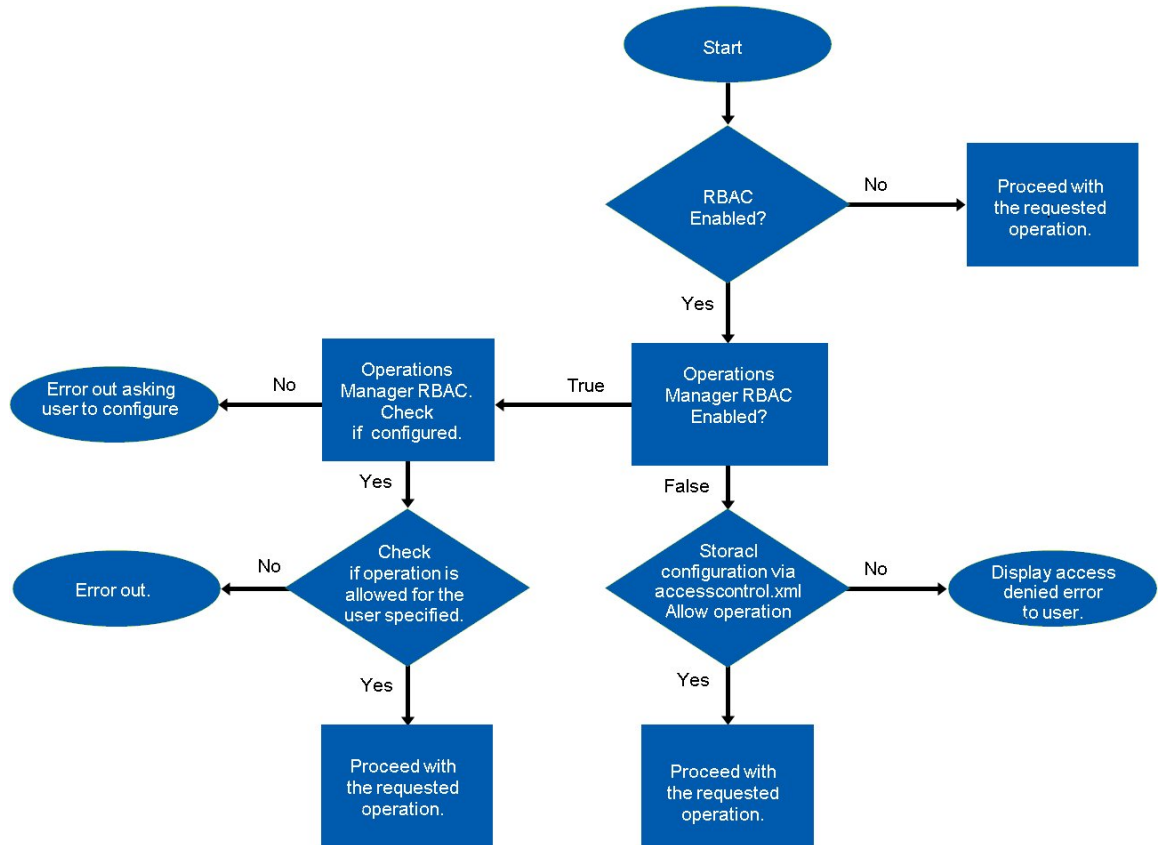 Start
RBAC
Enabled?
No
Proceed with
the requested
operation.
Yes
Operations
Manager RBAC
Enabled?
True
Operations
Manager RBAC.
Check
if configured.
No
Error out asking
user to configure
Yes
False
Check
if operation is
allowed for the
user specified.
No
Error out.
Storacl
configuration via
accesscontrol.xml
Allow operation
No
Display access
denied error
to user.
Yes
Yes
Proceed with
the requested
operation.
Proceed with
the requested
operation.